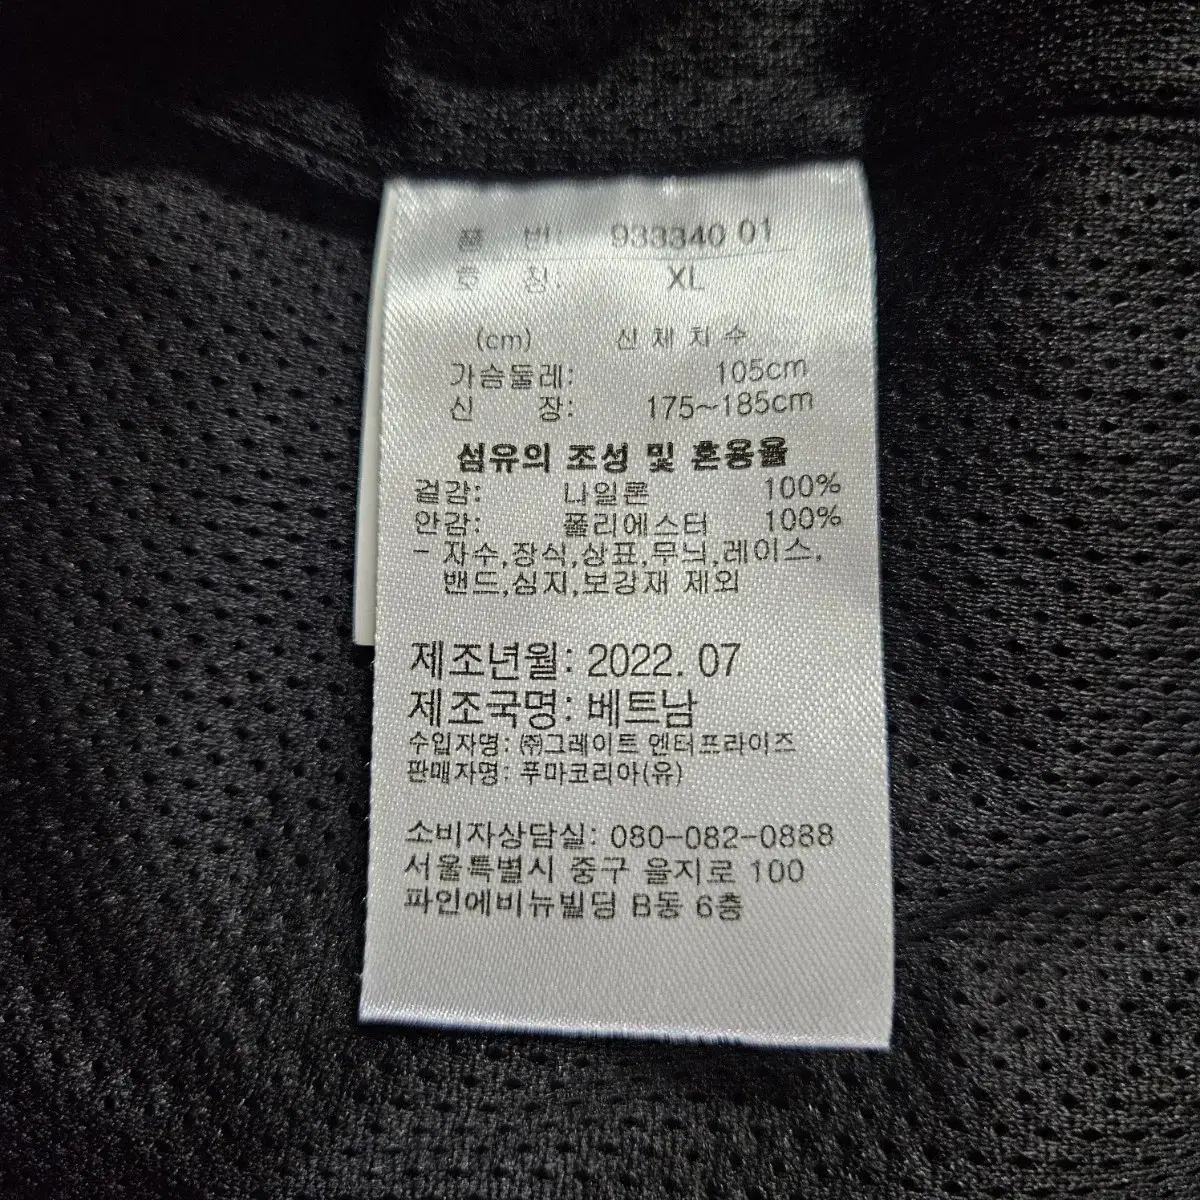 품 번: 933340 01
호 칭: XL
(cm) 신체치수
가슴둘레: 105cm
신 장: 175~185cm
섬유의 조성 및 혼용율
겉감: 나일론 100%
안감: 폴리에스터 100%
- 자수,장식,상표,무늬,레이스,
밴드,심지,보강재 제외
제조년월: 2022. 07
제조국명: 베트남
수입자명: ㈜그레이트 엔터프라이즈
판매자명: 푸마코리아(유)
소비자상담실: 080-082-0888
서울특별시 중구 을지로 100
파인에비뉴빌딩 B동 6층